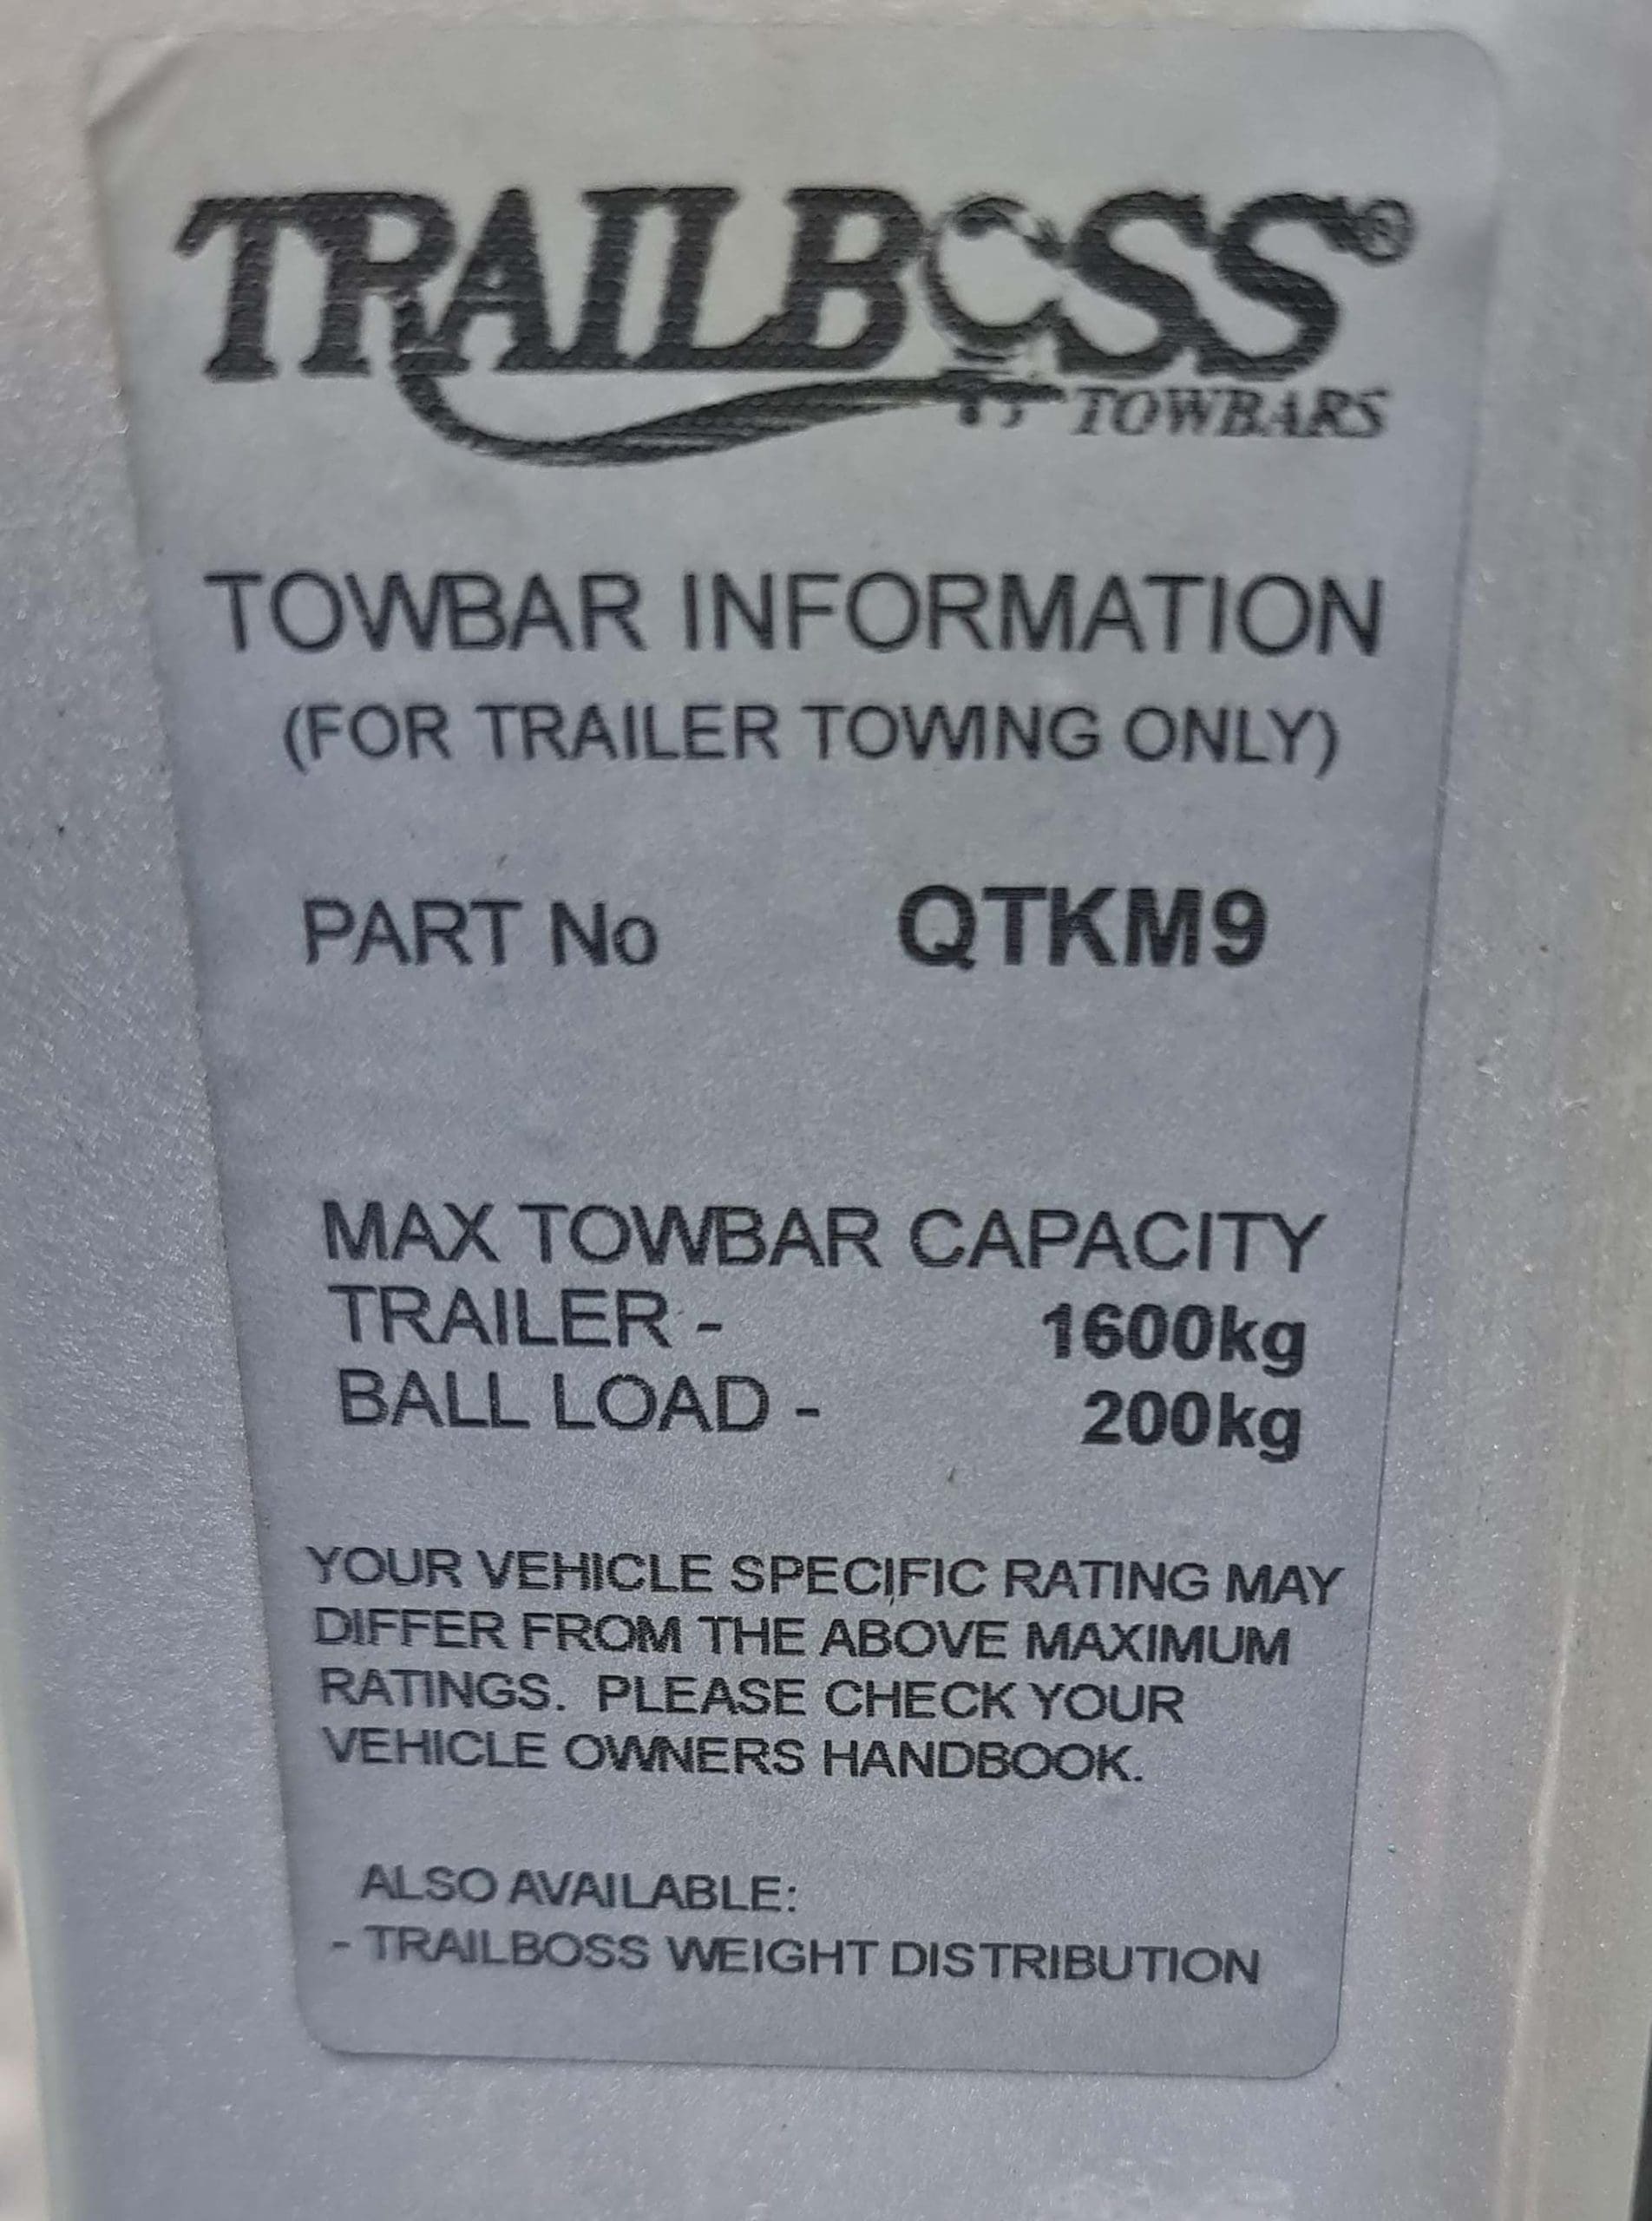 TRAILBOSS®
TOWBARS
TOWBAR INFORMATION
(FOR TRAILER TOWING ONLY)
PART No QTKM9
MAX TOWBAR CAPACITY
TRAILER - 1600kg
BALL LOAD - 200kg
YOUR VEHICLE SPECIFIC RATING MAY
DIFFER FROM THE ABOVE MAXIMUM
RATINGS. PLEASE CHECK YOUR
VEHICLE OWNERS HANDBOOK.
ALSO AVAILABLE:
- TRAILBOSS WEIGHT DISTRIBUTION